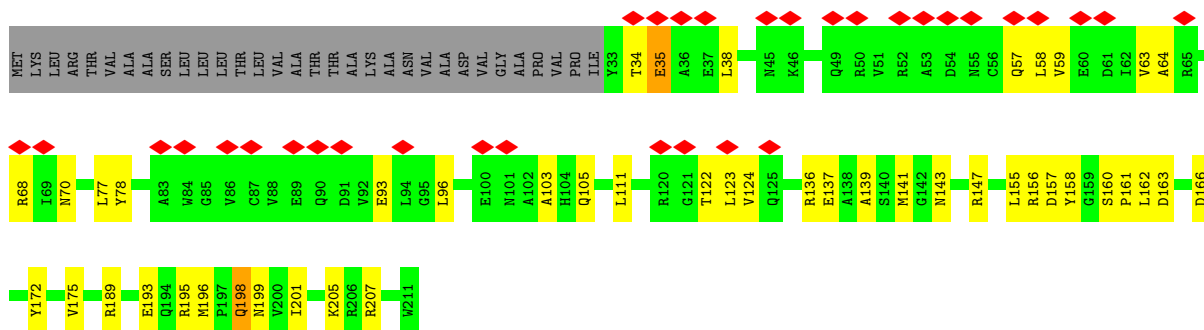 MET LYS LEU ARG THR VAL ALA ALA SER LEU LEU LEU THR LEU VAL ALA THR THR ALA LYS ALA ASN VAL ALA ASP VAL GLY ALA PRO VAL PRO ILE Y33 T34 E35 A36 E37 L38 N45 K46 Q49 R50 V51 R52 A53 D54 N55 C56 Q57 L58 V59 E60 D61 I62 V63 A64 R65
R68 I69 N70 L77 Y78 A83 W84 G85 V86 C87 V88 E89 Q90 D91 V92 E93 L94 G95 L96 E100 N101 A102 A103 H104 Q105 L111 R120 G121 T122 L123 V124 Q125 R136 E137 A138 A139 S140 M141 G142 N143 R147 L155 R156 D157 Y158 G159 S160 P161 L162 D163 D166
Y172 V175 R189 E193 Q194 R195 M196 P197 Q198 N199 V200 I201 K205 R206 R207 W211